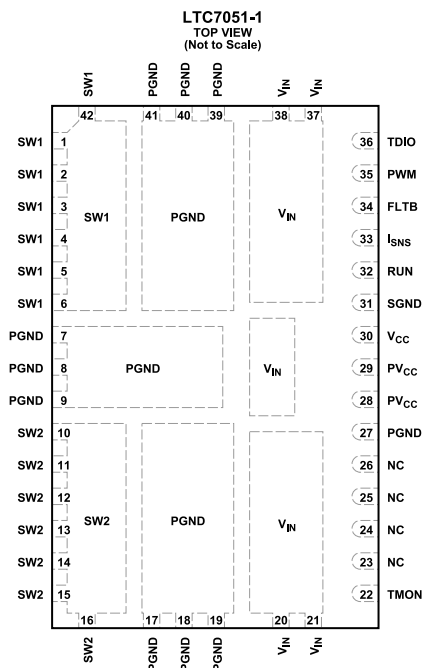 LTC7051-1
TOP VIEW
(Not to Scale)
SW1 PGND PGND PGND VIN VIN
42 41 40 39 38 37
SW1 1 36 TDIO
SW1 2 35 PWM
SW1 3 34 FLTB
SW1 PGND VIN
SW1 4 33 ISNS
SW1 5 32 RUN
SW1 6 31 SGND
PGND 7 30 VCC
PGND 8 PGND VIN 29 PVCC
PGND 9 28 PVCC
SW2 10 27 PGND
SW2 11 26 NC
SW2 12 25 NC
SW2 PGND VIN
SW2 13 24 NC
SW2 14 23 NC
SW2 15 22 TMON
16 17 18 19 20 21
SW2 PGND PGND PGND VIN VIN